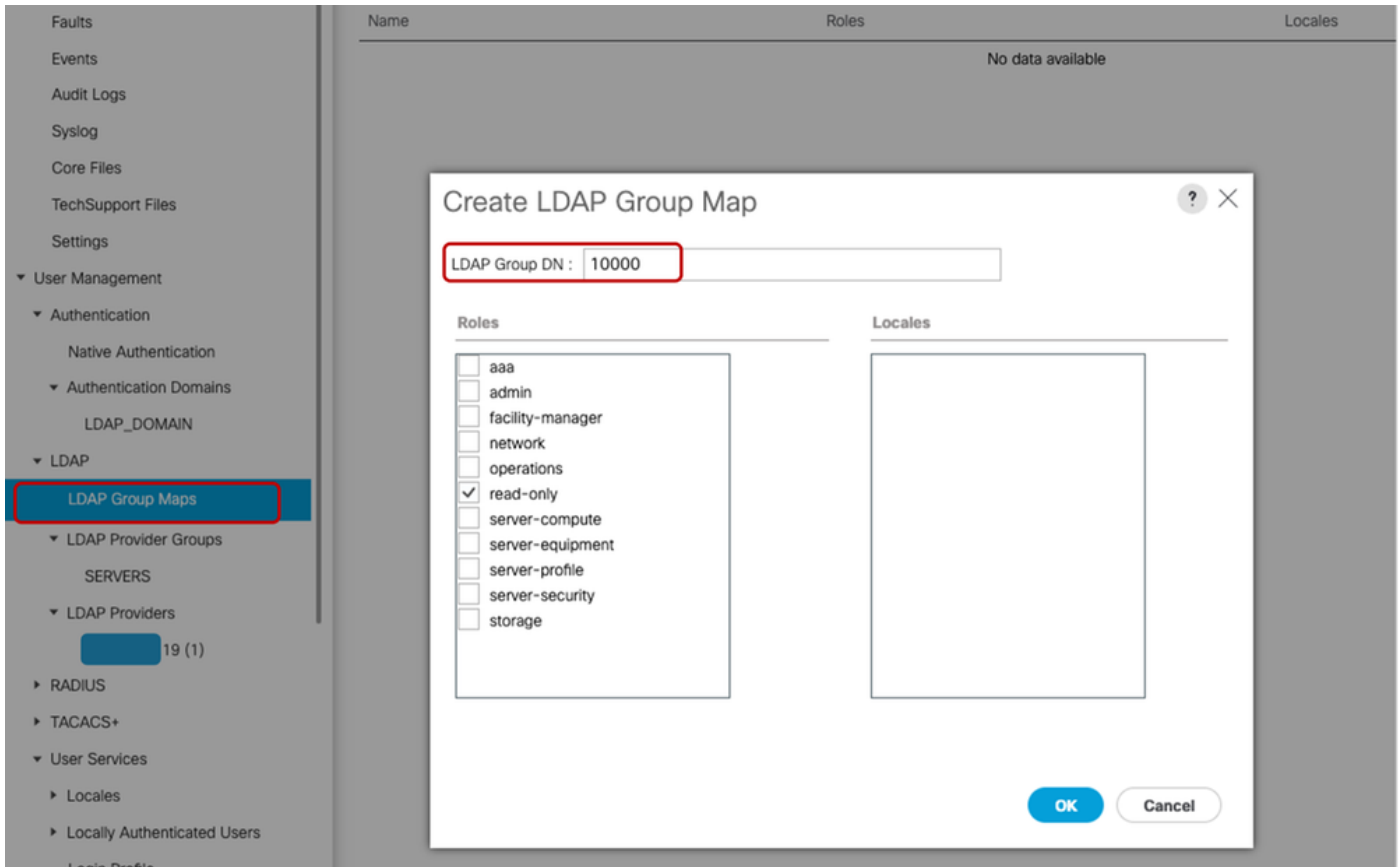 Faults
Events
Audit Logs
Syslog
Core Files
TechSupport Files
Settings
User Management
Authentication
Native Authentication
Authentication Domains
LDAP_DOMAIN
LDAP
LDAP Group Maps
LDAP Provider Groups
SERVERS
LDAP Providers
19 (1)
RADIUS
TACACS+
User Services
Locales
Locally Authenticated Users
Login Profile
Name Roles Locales
No data available
Create LDAP Group Map
?
LDAP Group DN : 10000
Roles Locales
aaa
admin
facility-manager
network
operations
read-only
server-compute
server-equipment
server-profile
server-security
storage
OK Cancel